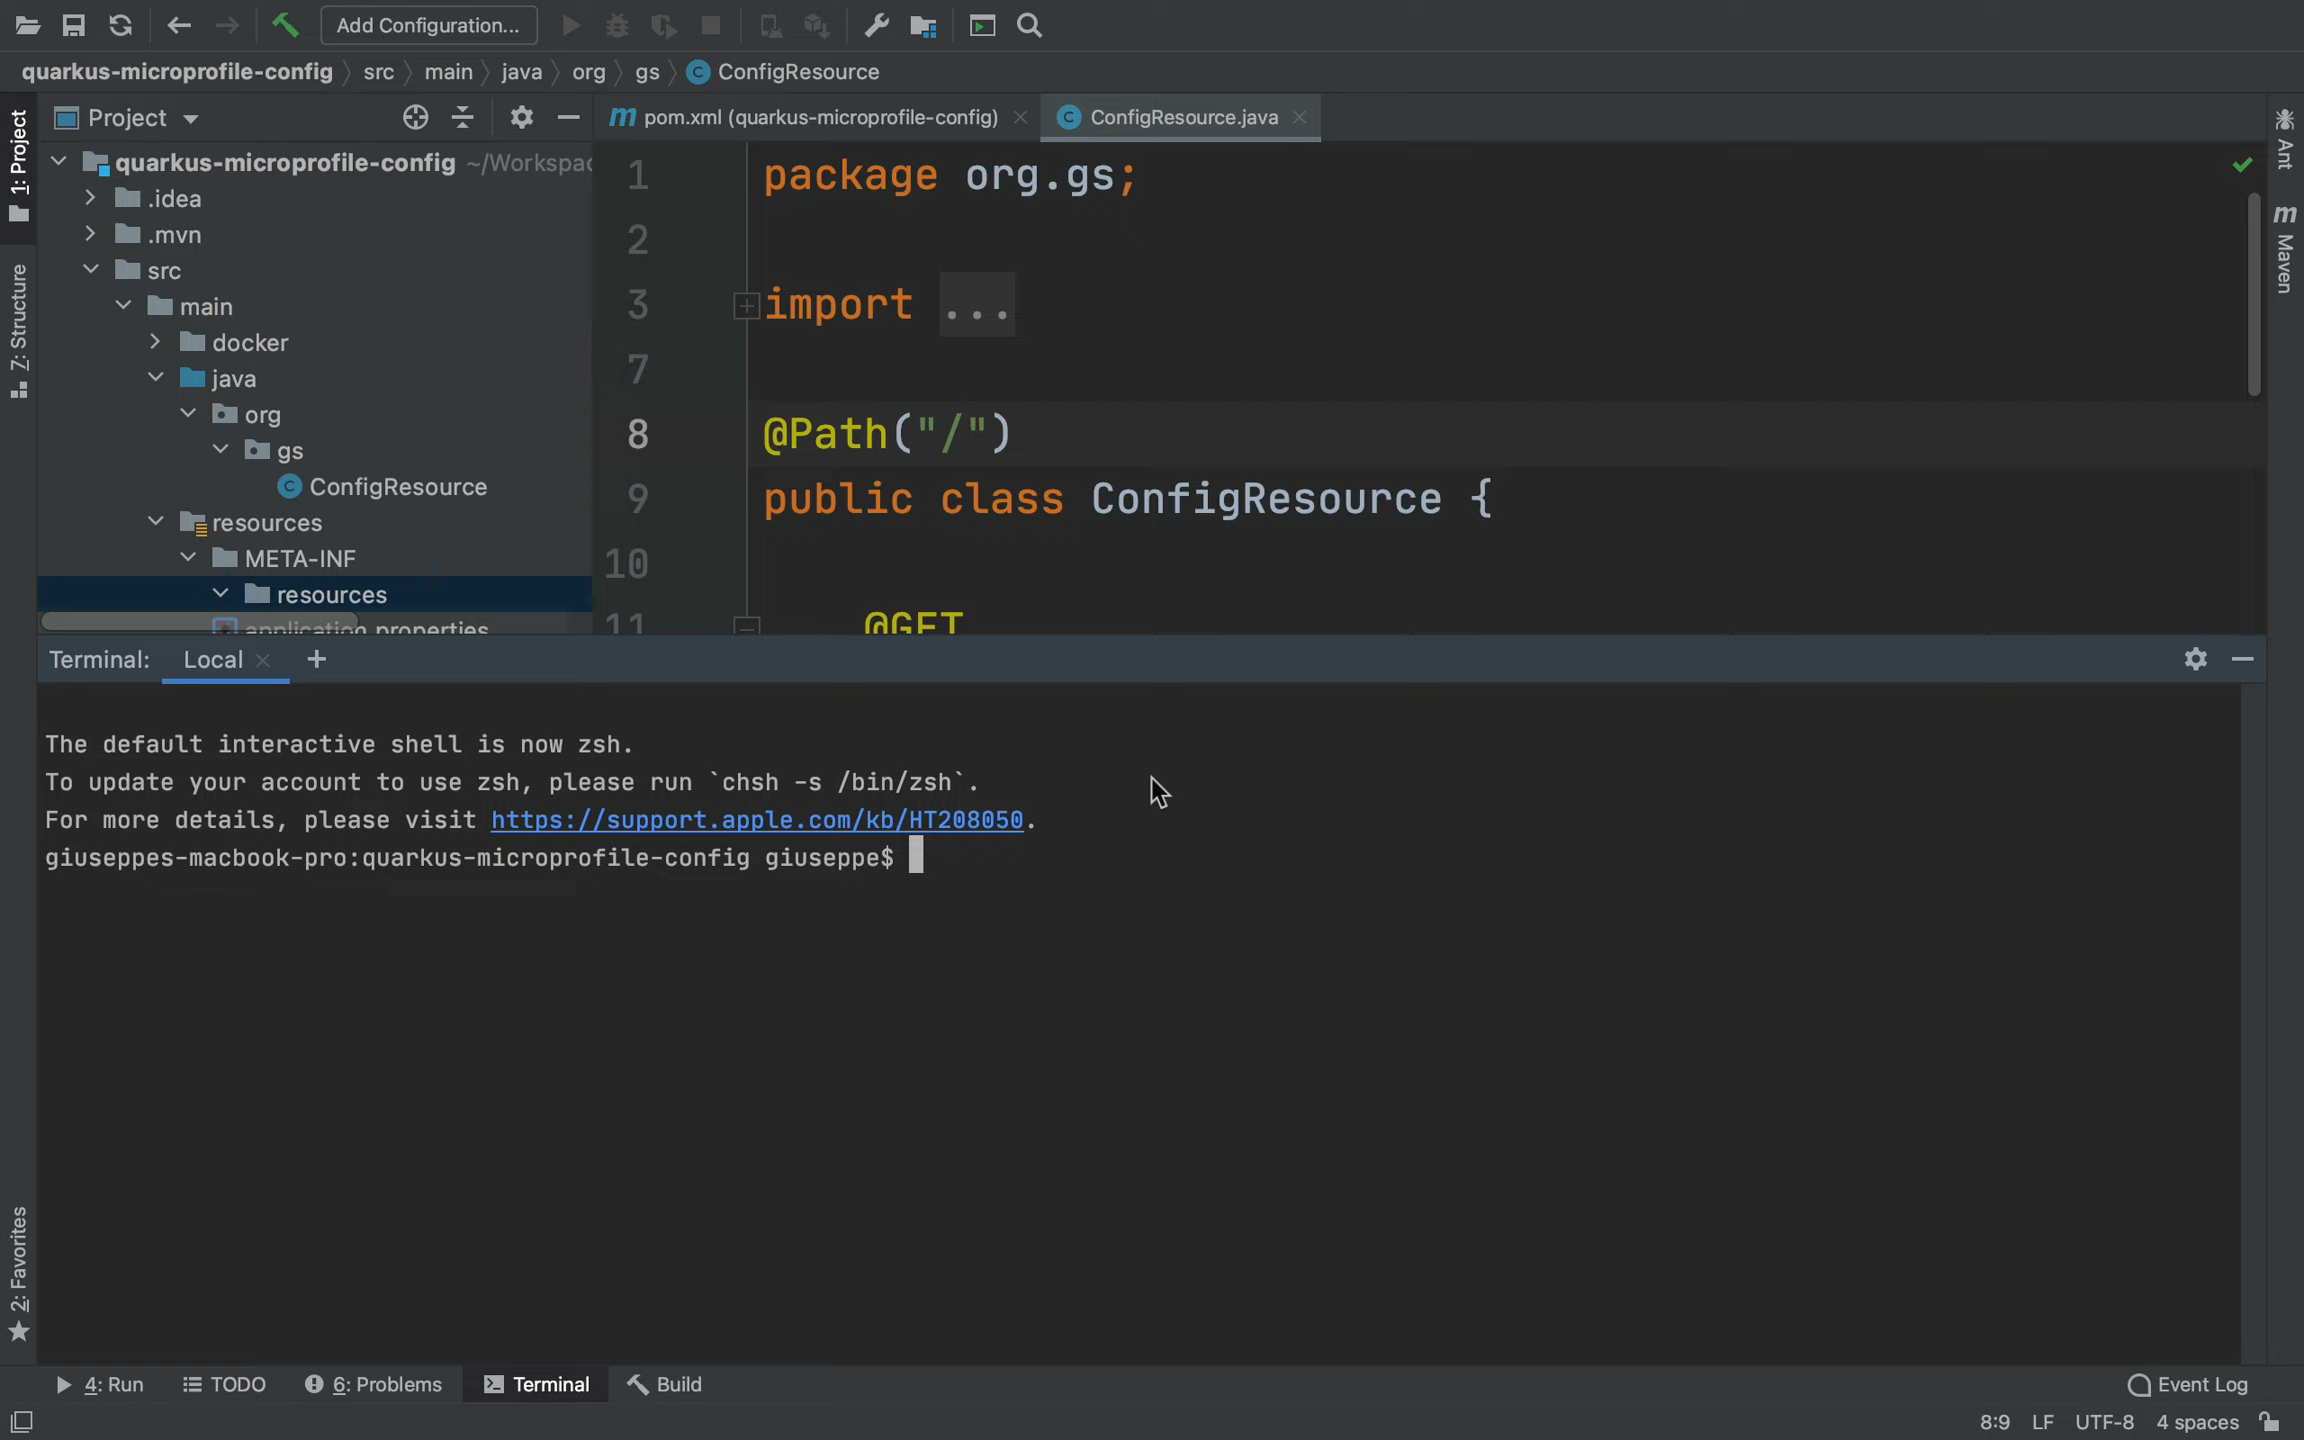 Add Configuration...
quarkus-microprofile-config src main java org gs ConfigResource
1: Project
Z: Structure
2: Favorites
Project
quarkus-microprofile-config ~/Workspac
.idea
.mvn
src
main
docker
java
org
gs
ConfigResource
resources
META-INF
resources
application.properties
pom.xml (quarkus-microprofile-config)
ConfigResource.java
1 package org.gs;
2
3 import ...
7
8 @Path("/")
9 public class ConfigResource {
10
11 @GET
Ant
Maven
Terminal: Local +
The default interactive shell is now zsh.
To update your account to use zsh, please run `chsh -s /bin/zsh`.
For more details, please visit https://support.apple.com/kb/HT208050.
giuseppes-macbook-pro:quarkus-microprofile-config giuseppe$
4: Run TODO 6: Problems Terminal Build Event Log
8:9 LF UTF-8 4 spaces